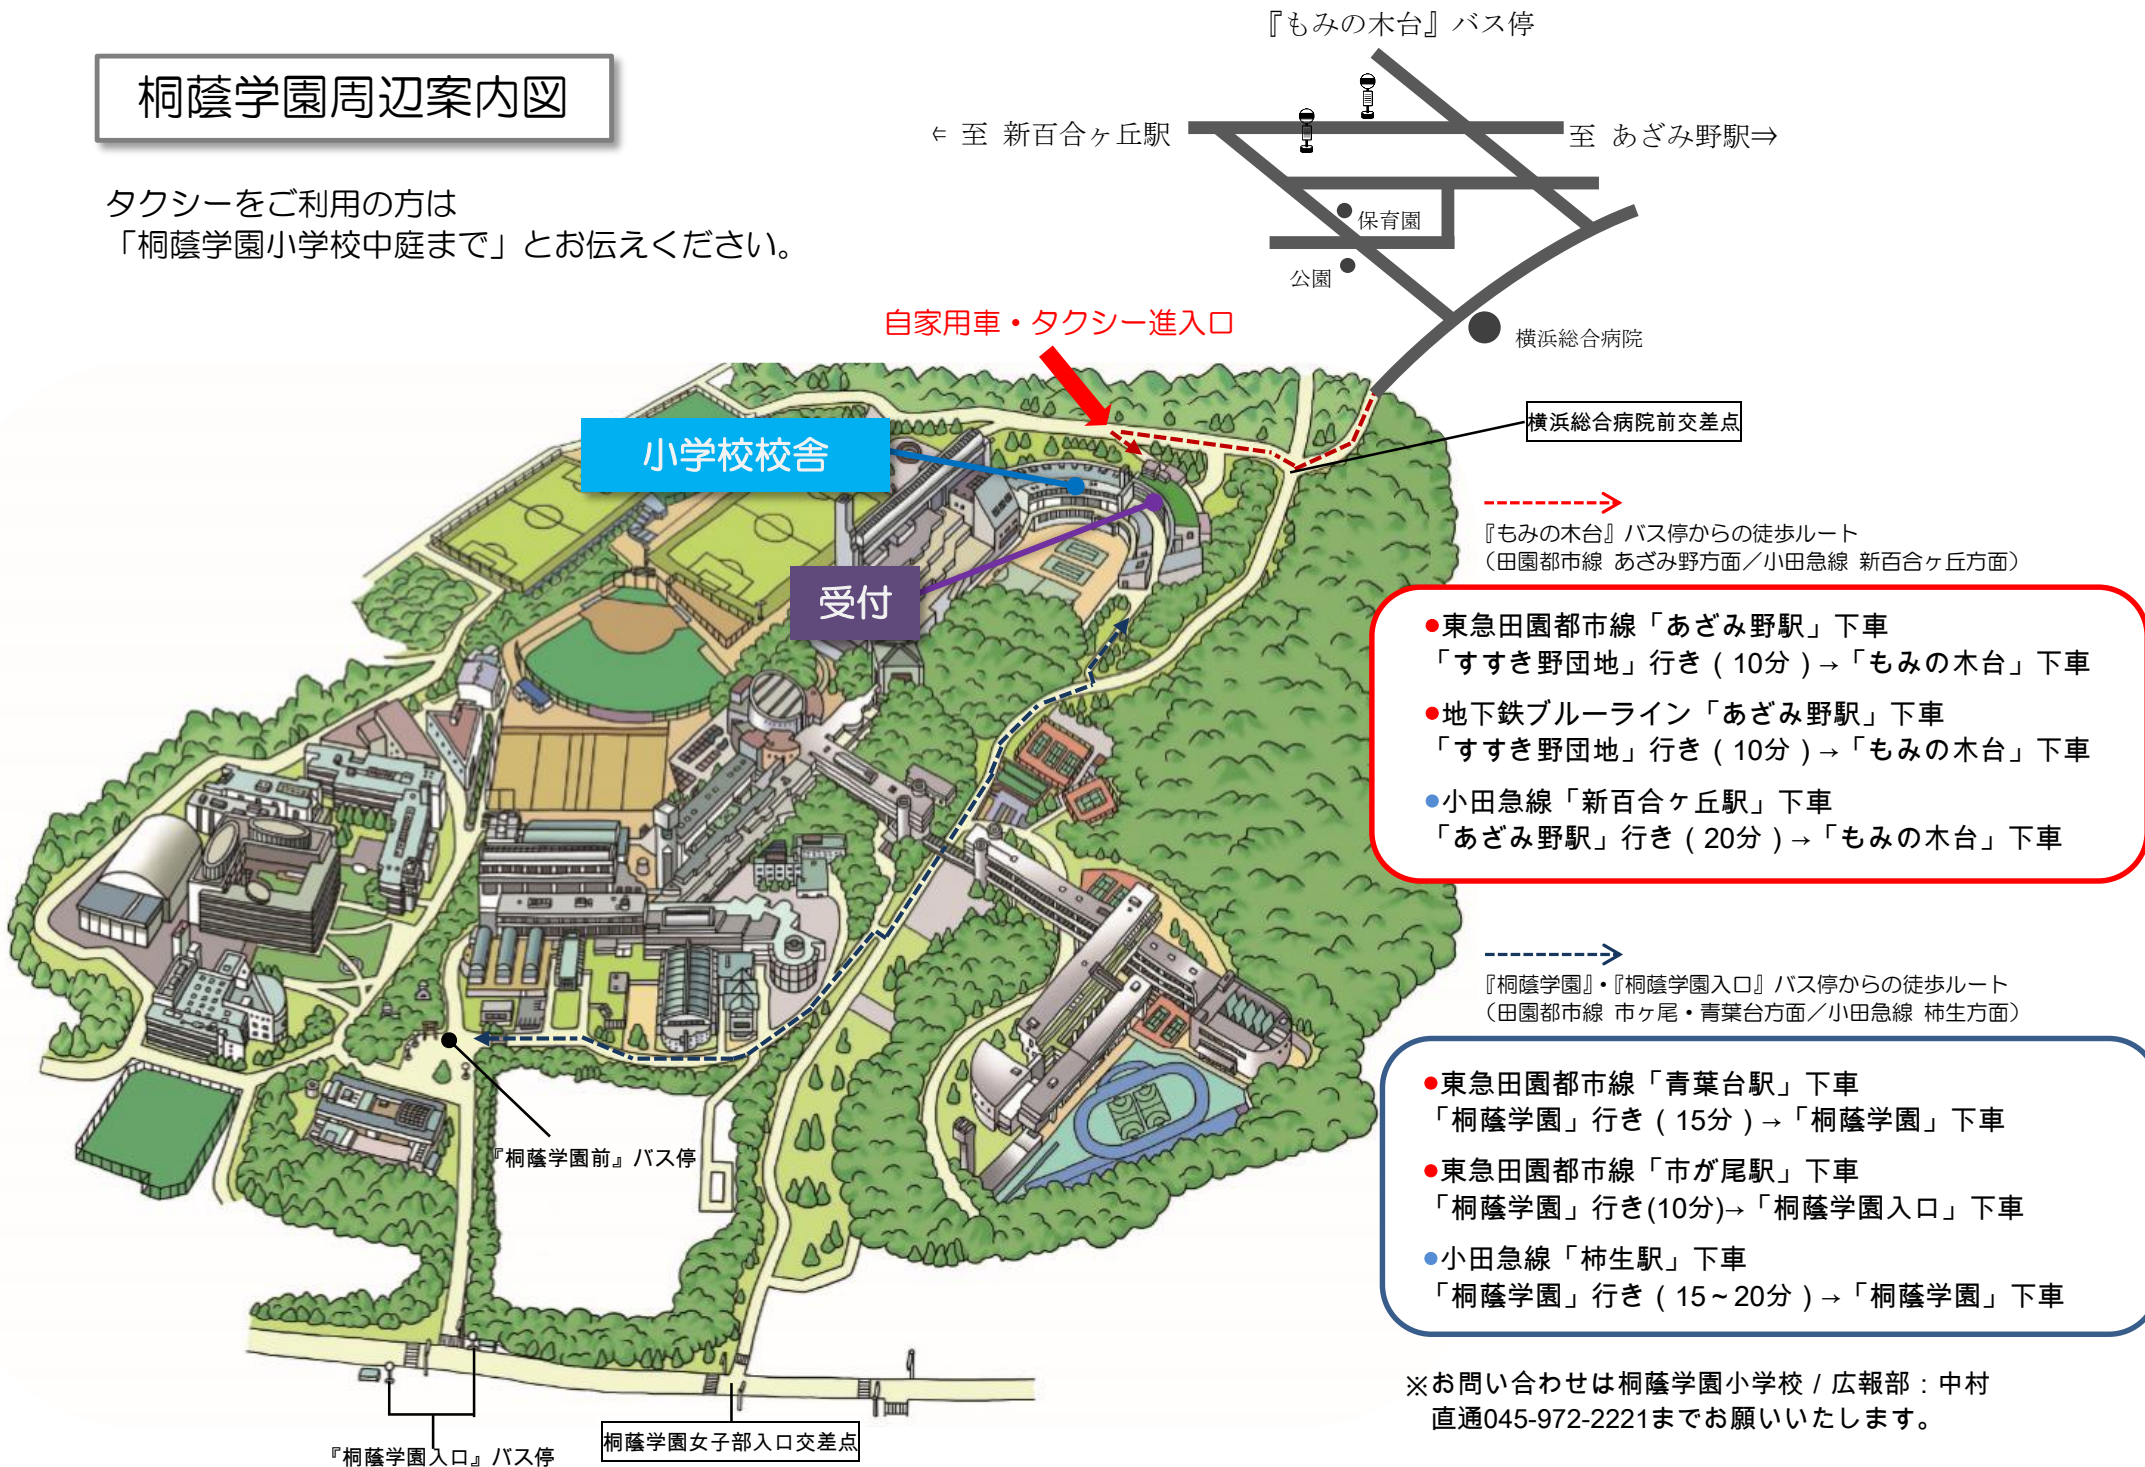 『もみの木台』バス停
桐蔭学園周辺案内図
⇐ 至 新百合ヶ丘駅
至 あざみ野駅⇒
タクシーをご利用の方は
「桐蔭学園小学校中庭まで」とお伝えください。
保育園
公園
自家用車・タクシー進入口
横浜総合病院
横浜総合病院前交差点
小学校校舎
受付
『もみの木台』バス停からの徒歩ルート
（田園都市線 あざみ野方面／小田急線 新百合ヶ丘方面）
●東急田園都市線「あざみ野駅」下車
「すすき野団地」行き（10分）→「もみの木台」下車
●地下鉄ブルーライン「あざみ野駅」下車
「すすき野団地」行き（10分）→「もみの木台」下車
●小田急線「新百合ヶ丘駅」下車
「あざみ野駅」行き（20分）→「もみの木台」下車
『桐蔭学園』・『桐蔭学園入口』バス停からの徒歩ルート
（田園都市線 市ヶ尾・青葉台方面／小田急線 柿生方面）
●東急田園都市線「青葉台駅」下車
「桐蔭学園」行き（15分）→「桐蔭学園」下車
●東急田園都市線「市が尾駅」下車
「桐蔭学園」行き(10分)→「桐蔭学園入口」下車
●小田急線「柿生駅」下車
「桐蔭学園」行き（15～20分）→「桐蔭学園」下車
『桐蔭学園前』バス停
『桐蔭学園入口』バス停
桐蔭学園女子部入口交差点
※お問い合わせは桐蔭学園小学校 / 広報部：中村
直通045-972-2221までお願いいたします。